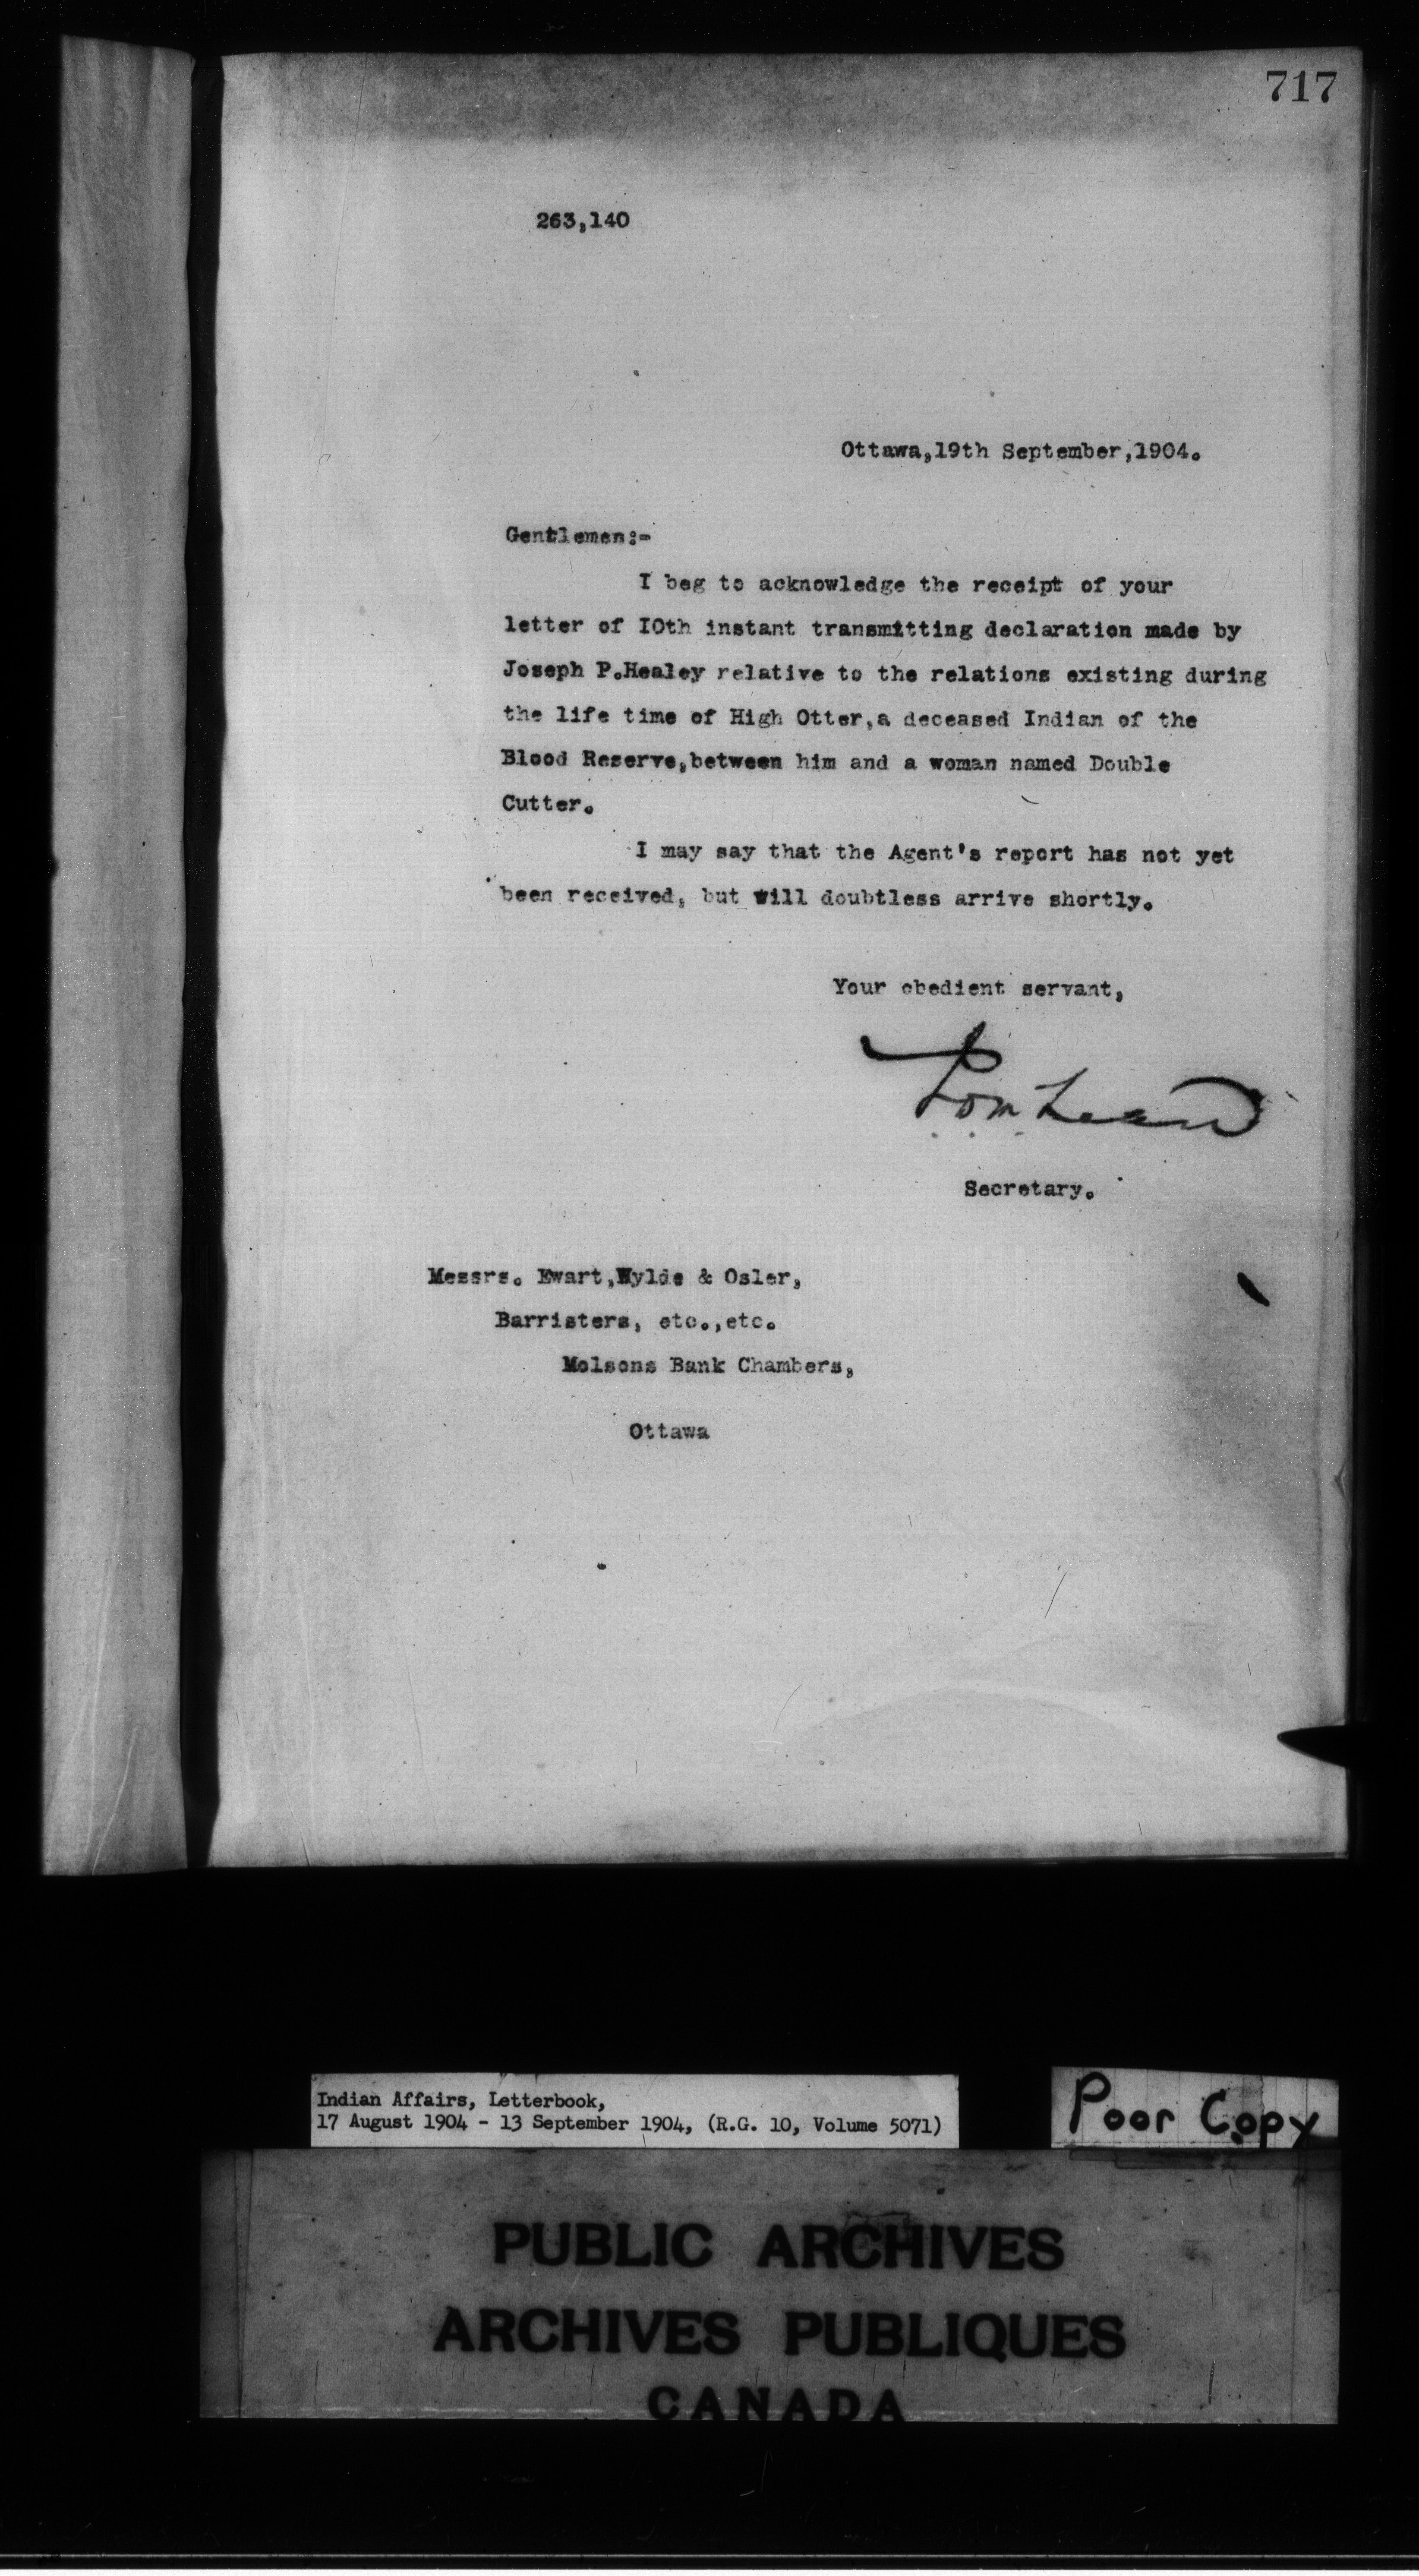 717
263,140
Ottawa,19th September,1904.
Gentlemen:-
I beg to acknowledge the receipt of your
letter of 10th instant transmitting declaration made by
Joseph P.Healey relative to the relations existing during
the life time of High Otter,a deceased Indian of the
Blood Reserve,between him and a woman named Double
Cutter.
I may say that the Agent's report has not yet
been received, but will doubtless arrive shortly.
Your obedient servant,
Secretary.
Messrs. Ewart,Wylde & Osler,
Barristers, etc.,etc.
Molsons Bank Chambers,
Ottawa
Indian Affairs, Letterbook,
17 August 1904 - 13 September 1904, (R.G. 10, Volume 5071)
Poor Copy
PUBLIC ARCHIVES
ARCHIVES PUBLIQUES
CANADA